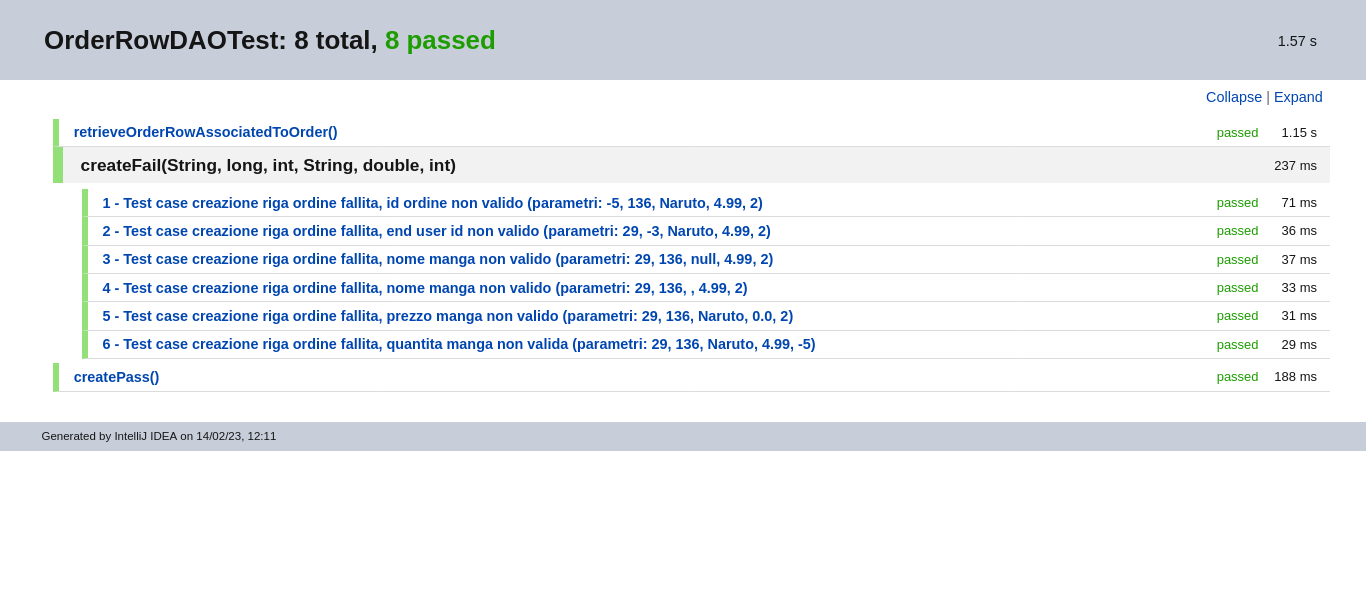 OrderRowDAOTest: 8 total, 8 passed 1.57 s
Collapse | Expand
retrieveOrderRowAssociatedToOrder() passed 1.15 s
createFail(String, long, int, String, double, int) 237 ms
1 - Test case creazione riga ordine fallita, id ordine non valido (parametri: -5, 136, Naruto, 4.99, 2) passed 71 ms
2 - Test case creazione riga ordine fallita, end user id non valido (parametri: 29, -3, Naruto, 4.99, 2) passed 36 ms
3 - Test case creazione riga ordine fallita, nome manga non valido (parametri: 29, 136, null, 4.99, 2) passed 37 ms
4 - Test case creazione riga ordine fallita, nome manga non valido (parametri: 29, 136, , 4.99, 2) passed 33 ms
5 - Test case creazione riga ordine fallita, prezzo manga non valido (parametri: 29, 136, Naruto, 0.0, 2) passed 31 ms
6 - Test case creazione riga ordine fallita, quantita manga non valida (parametri: 29, 136, Naruto, 4.99, -5) passed 29 ms
createPass() passed 188 ms
Generated by IntelliJ IDEA on 14/02/23, 12:11